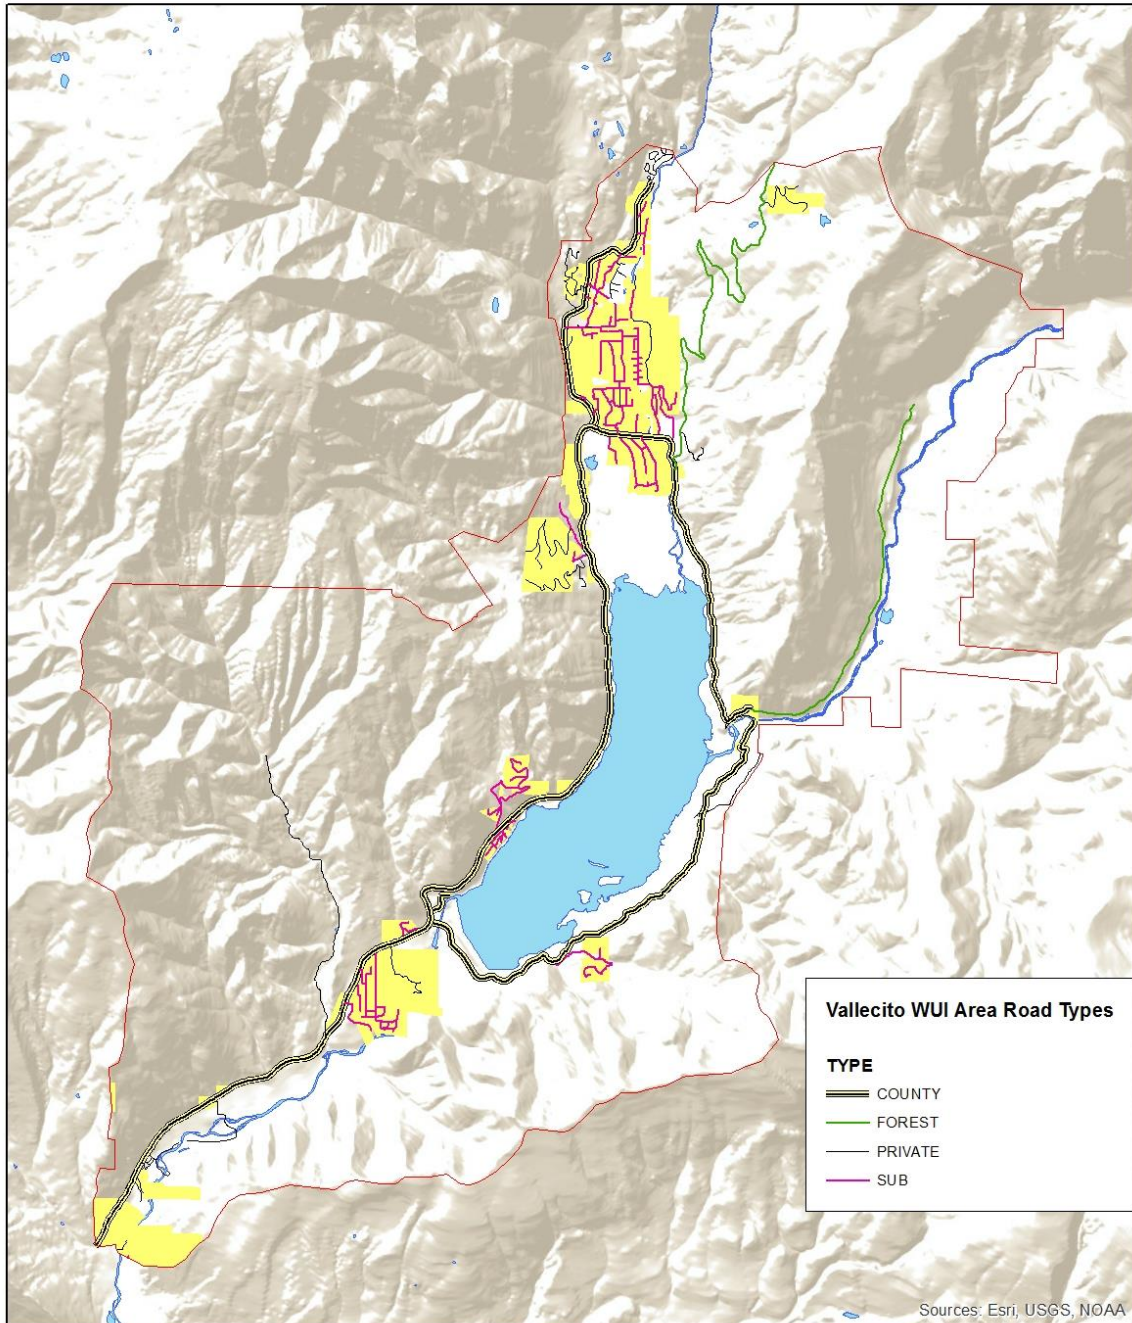 Vallecito WUI Area Road Types
TYPE
COUNTY
FOREST
PRIVATE
SUB
Sources: Esri, USGS, NOAA